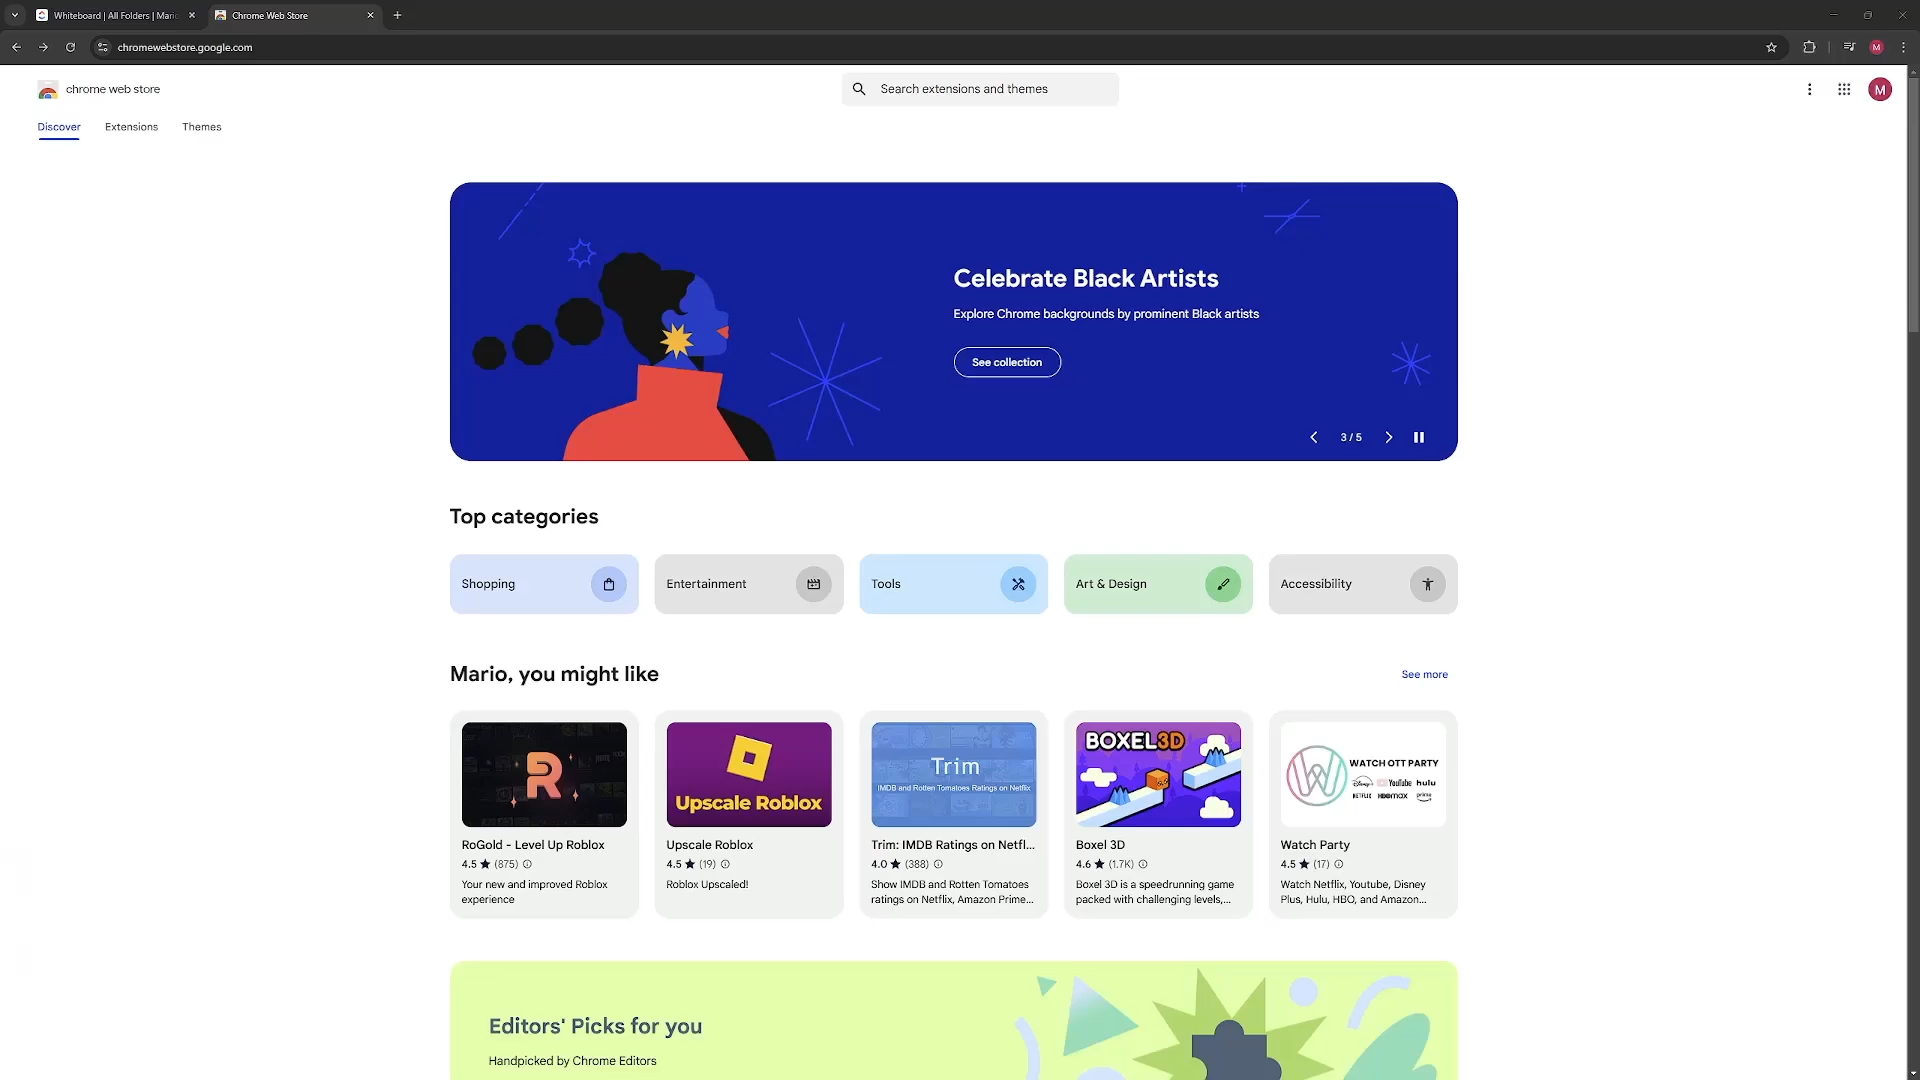 Whiteboard | All Folders | Mario
Chrome Web Store
chromewebstore.google.com
M
chrome web store
Search extensions and themes
M
Discover
Extensions
Themes
Celebrate Black Artists
Explore Chrome backgrounds by prominent Black artists
See collection
3 / 5
Top categories
Shopping
Entertainment
Tools
Art & Design
Accessibility
Mario, you might like
See more
R
Upscale Roblox
Trim
IMDB and Rotten Tomatoes Ratings on Netflix
BOXEL3D
WATCH OTT PARTY
Disney+ YouTube hulu
NETFLIX HBOMAX prime
RoGold - Level Up Roblox
4.5 ★ (875)
Your new and improved Roblox
experience
Upscale Roblox
4.5 ★ (19)
Roblox Upscaled!
Trim: IMDB Ratings on Netfl...
4.0 ★ (388)
Show IMDB and Rotten Tomatoes
ratings on Netflix, Amazon Prime...
Boxel 3D
4.6 ★ (1.7K)
Boxel 3D is a speedrunning game
packed with challenging levels,...
Watch Party
4.5 ★ (17)
Watch Netflix, Youtube, Disney
Plus, Hulu, HBO, and Amazon...
Editors' Picks for you
Handpicked by Chrome Editors